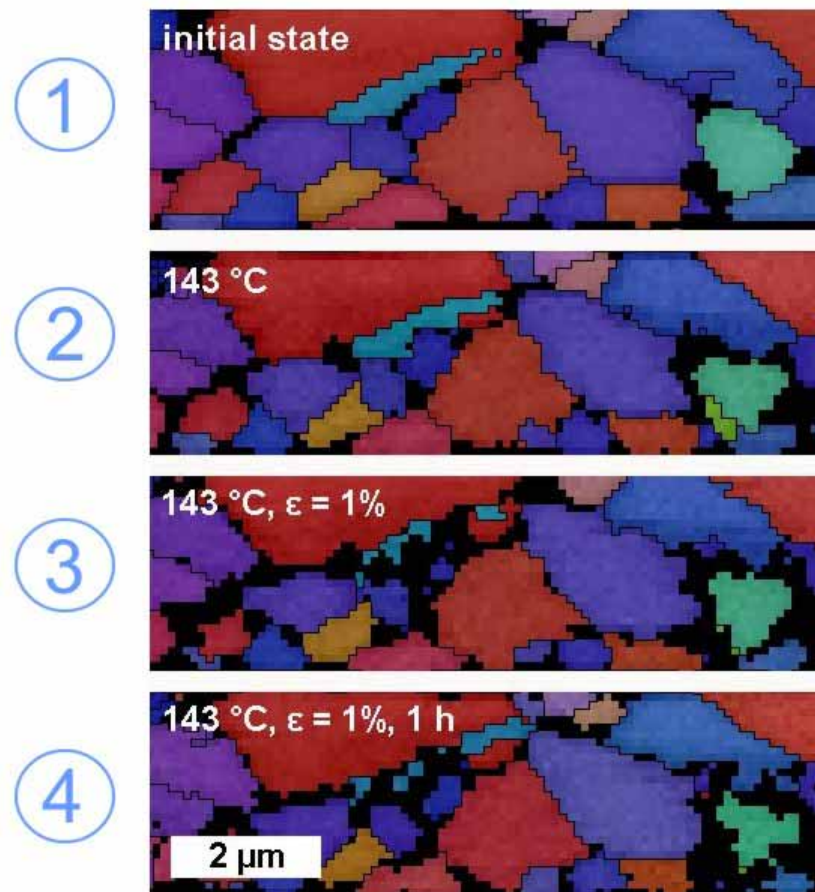 1
initial state
2
143 °C
3
143 °C, ε = 1%
4
143 °C, ε = 1%, 1 h
2 µm